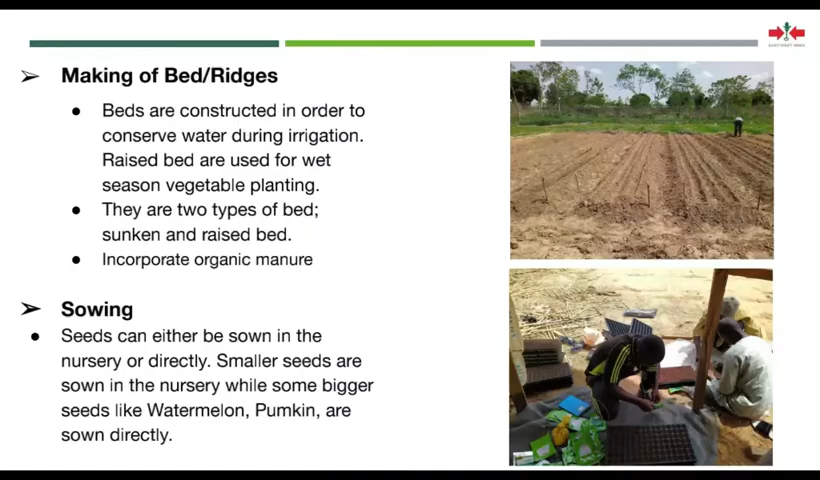 Making of Bed/Ridges
Beds are constructed in order to
conserve water during irrigation.
Raised bed are used for wet
season vegetable planting.
They are two types of bed;
sunken and raised bed.
Incorporate organic manure
Sowing
Seeds can either be sown in the
nursery or directly. Smaller seeds are
sown in the nursery while some bigger
seeds like Watermelon, Pumkin, are
sown directly.
EAST-WEST SEED